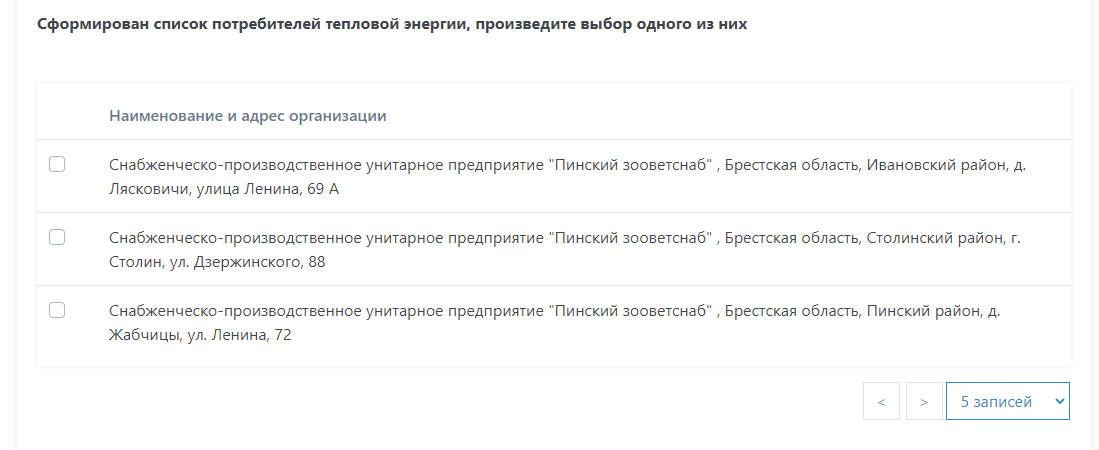 Сформирован список потребителей тепловой энергии, произведите выбор одного из них
Наименование и адрес организации
Снабженческо-производственное унитарное предприятие "Пинский зооветснаб" , Брестская область, Ивановский район, д.
Лясковичи, улица Ленина, 69 А
Снабженческо-производственное унитарное предприятие "Пинский зооветснаб" , Брестская область, Столинский район, г.
Столин, ул. Дзержинского, 88
Снабженческо-производственное унитарное предприятие "Пинский зооветснаб" , Брестская область, Пинский район, д.
Жабчицы, ул. Ленина, 72
< > 5 записей